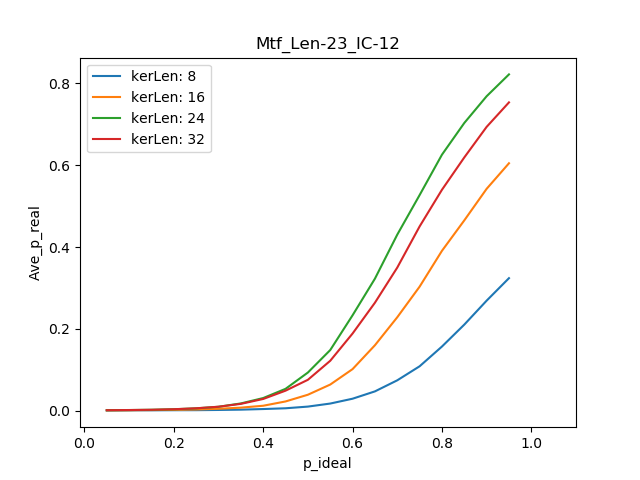 Mtf_Len-23_IC-12
kerLen: 8
kerLen: 16
kerLen: 24
kerLen: 32
Ave_p_real
0.8
0.6
0.4
0.2
0.0
0.0 0.2 0.4 0.6 0.8 1.0
p_ideal